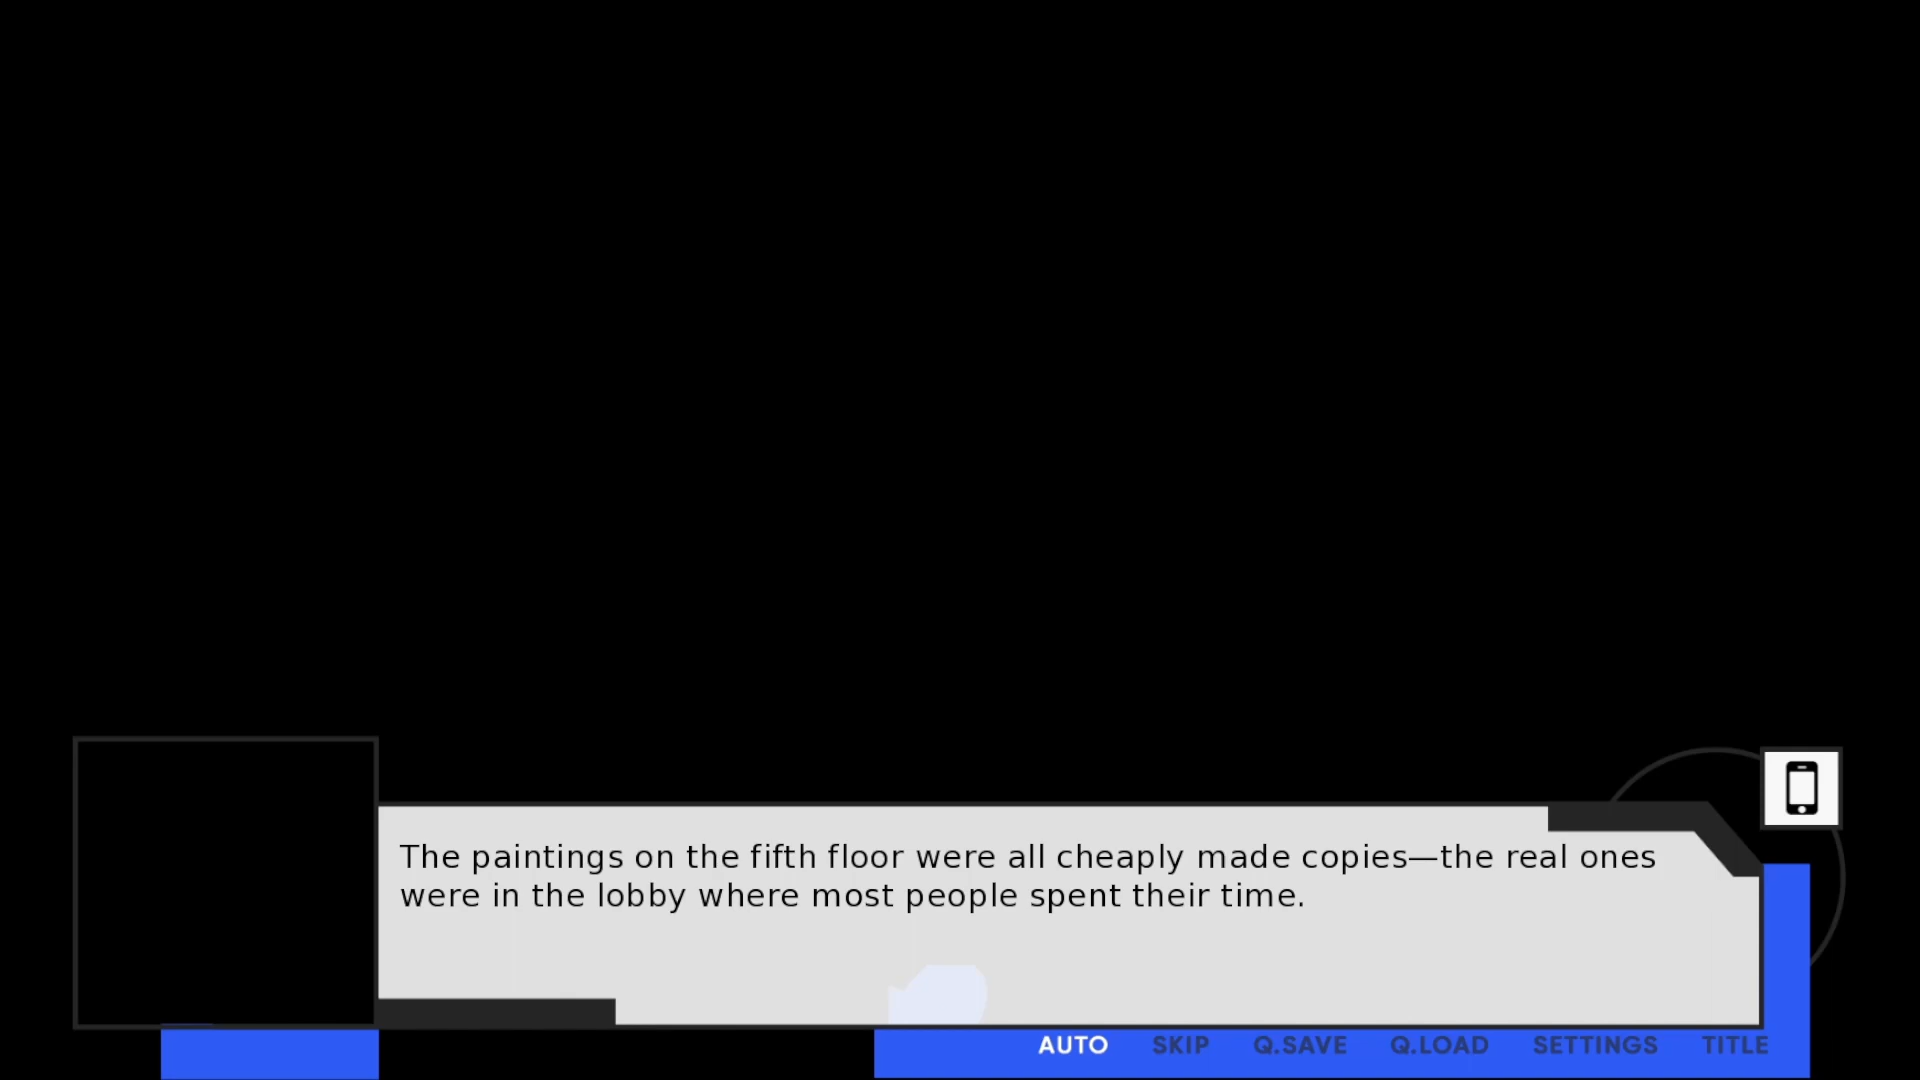 The paintings on the fifth floor were all cheaply made copies—the real ones
were in the lobby where most people spent their time.
AUTO SKIP Q.SAVE Q.LOAD SETTINGS TITLE